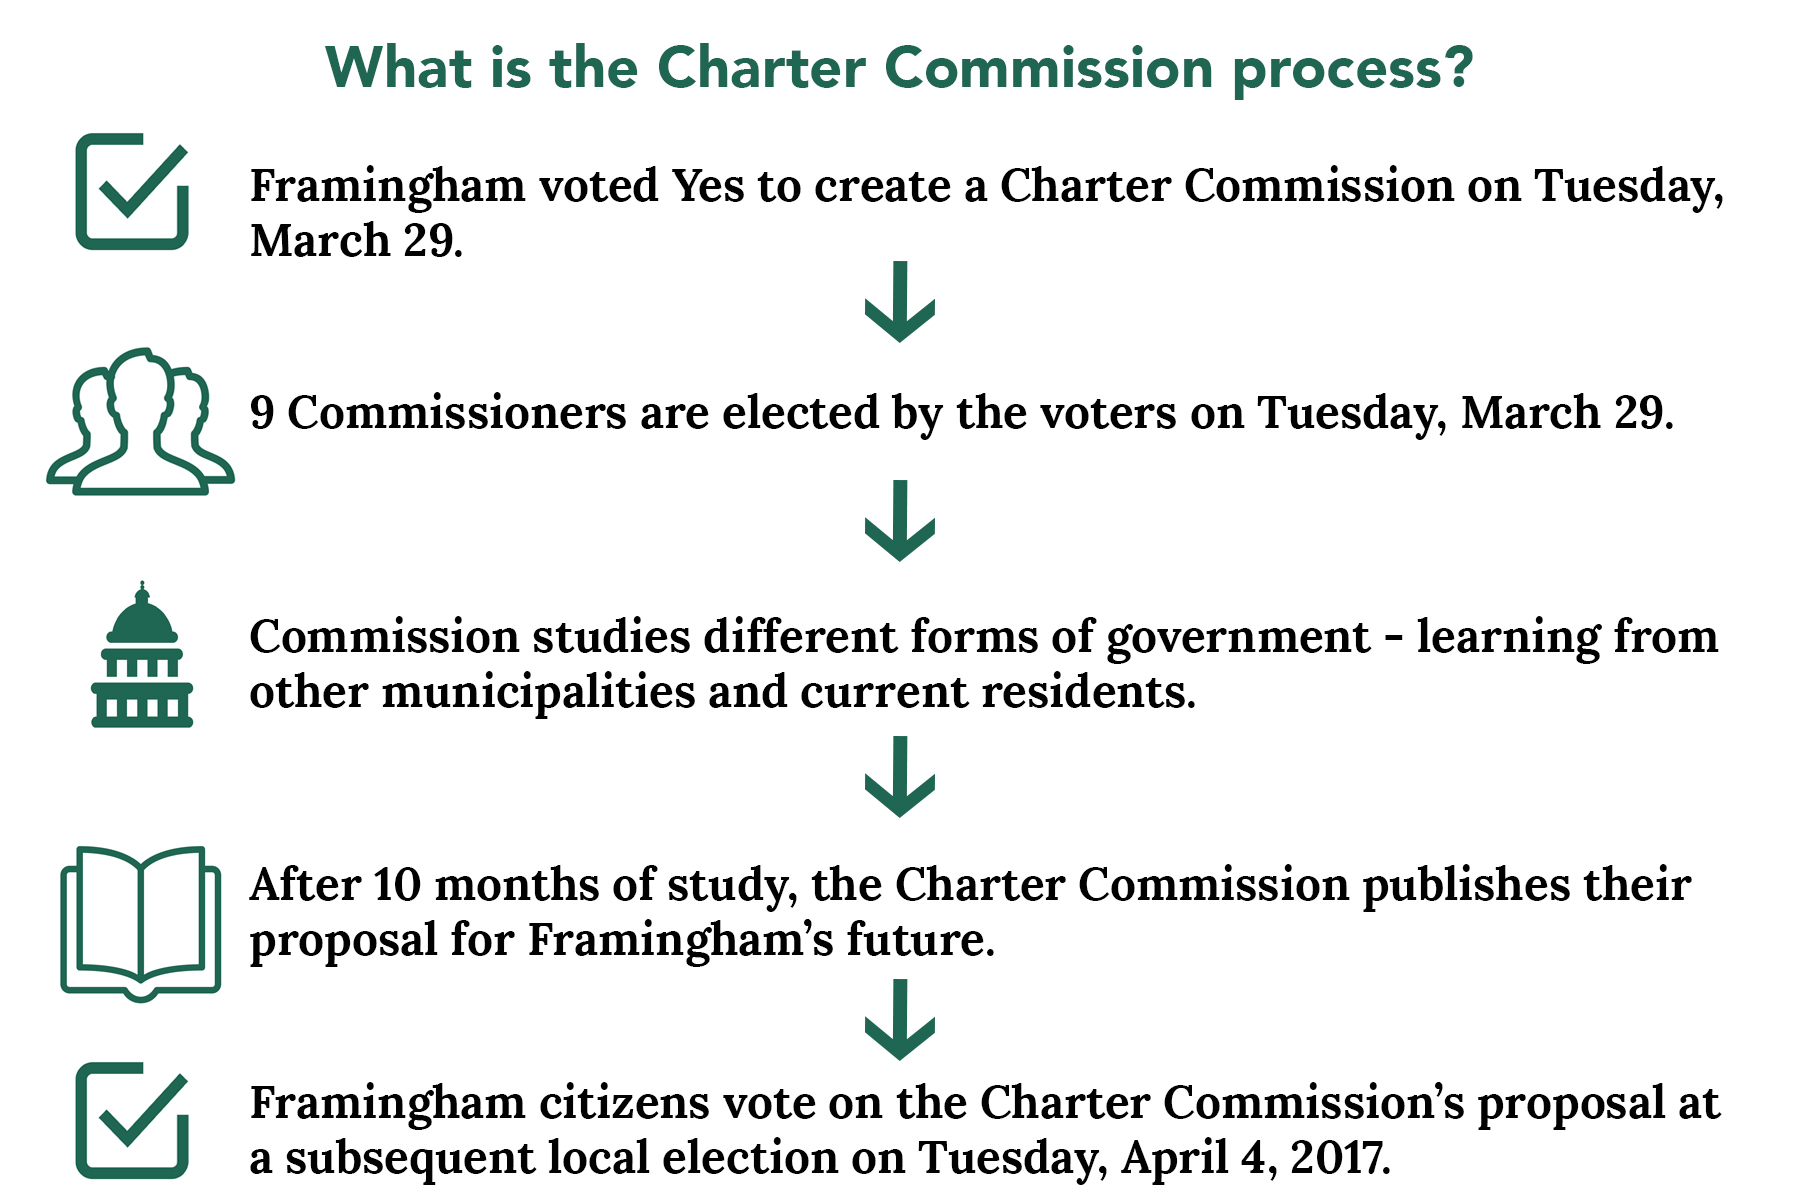 What is the Charter Commission process?
Framingham voted Yes to create a Charter Commission on Tuesday,
March 29.
9 Commissioners are elected by the voters on Tuesday, March 29.
Commission studies different forms of government - learning from
other municipalities and current residents.
After 10 months of study, the Charter Commission publishes their
proposal for Framingham’s future.
Framingham citizens vote on the Charter Commission’s proposal at
a subsequent local election on Tuesday, April 4, 2017.